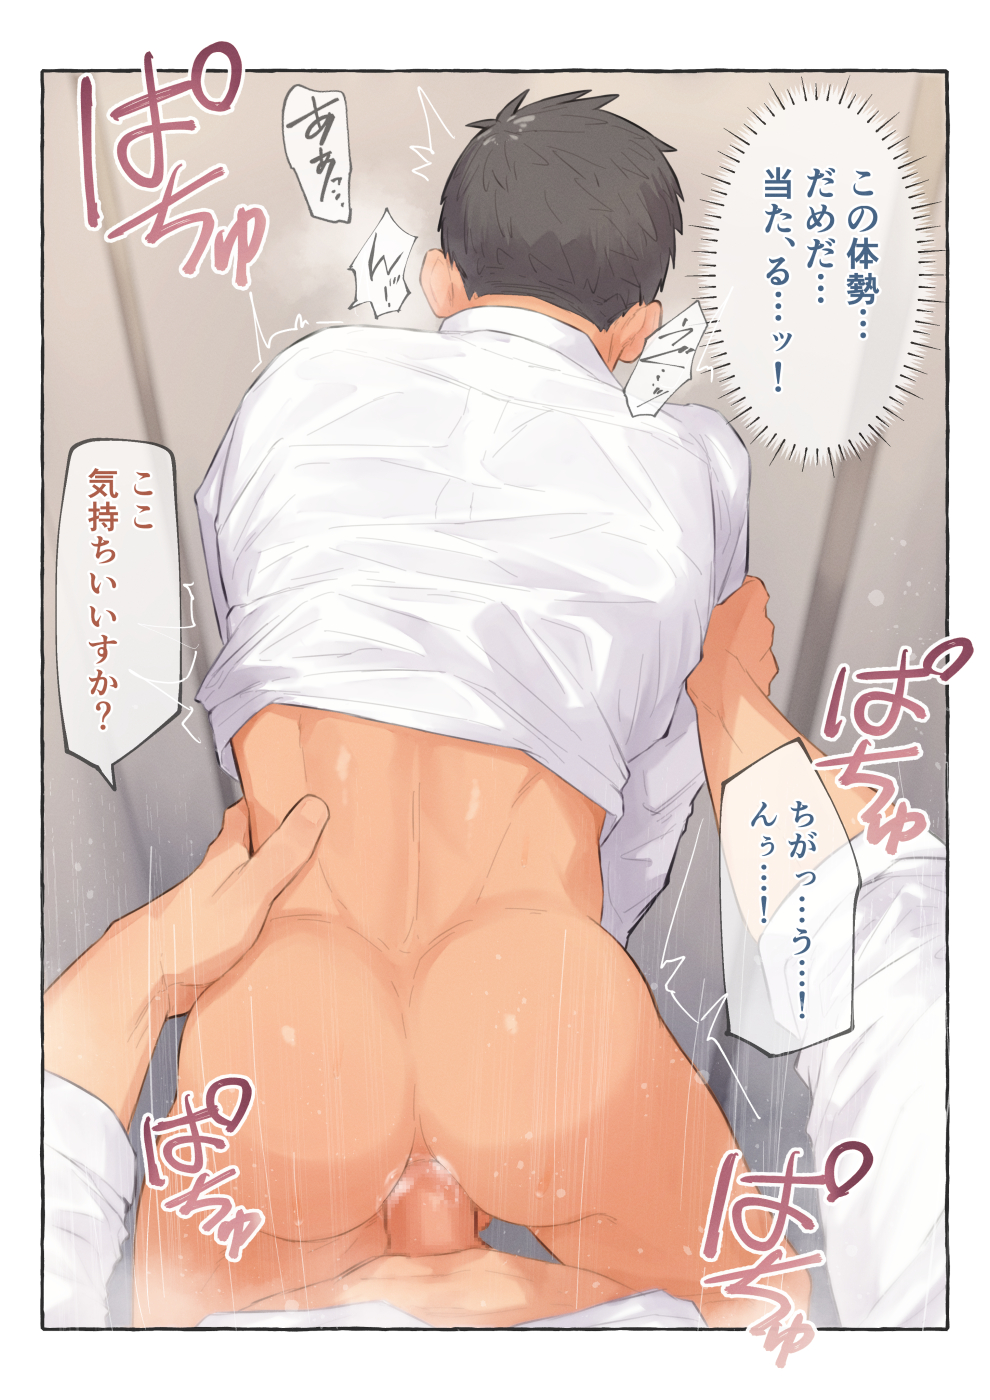 ぱちゅ
あぁっ…
ん!!
ゔ…〃
この体勢…
だめだ…
当た、る…ッ!
ここ
気持ちいいすか?
ぱちゅ
ちがっ…う…!
んぅ…!
ぱちゅ
ぱちゅ